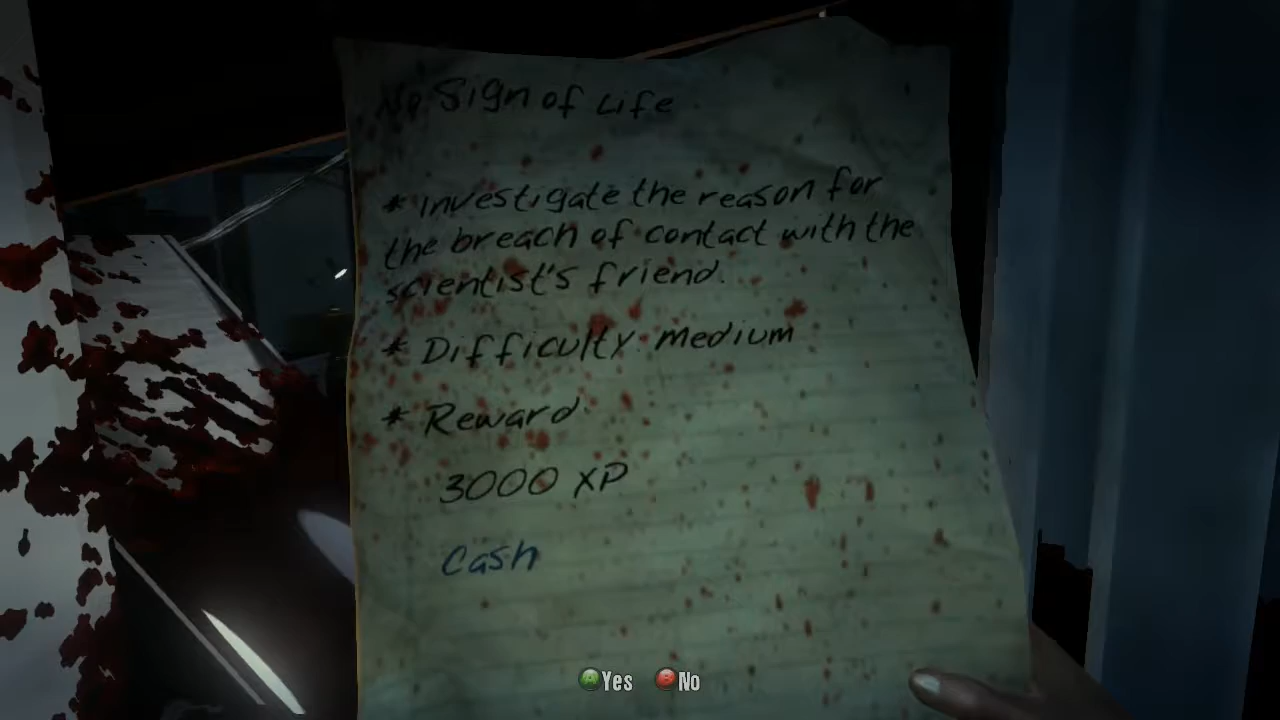 No Sign of Life
* Investigate the reason for
the breach of contact with the
scientist's friend.
* Difficulty: medium
* Reward:
3000 XP
Cash
A Yes B No